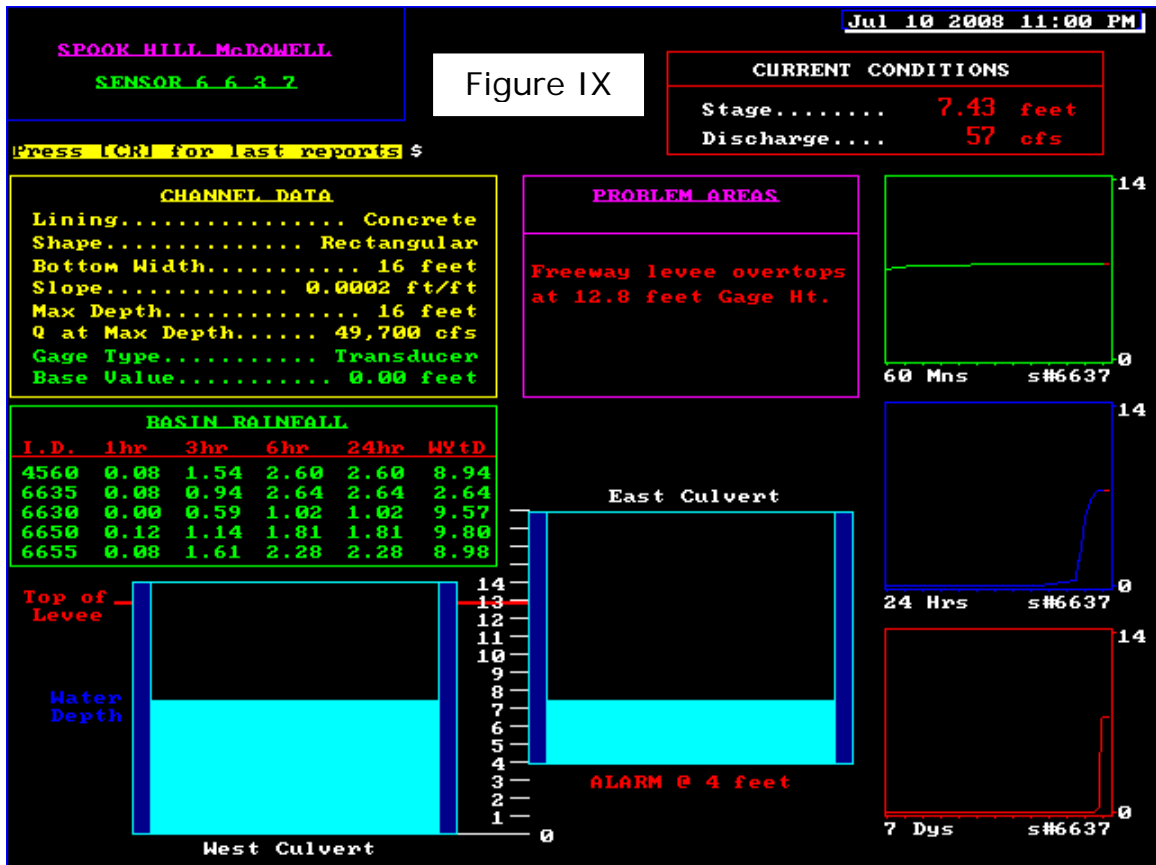 Jul 10 2008 11:00 PM
SPOOK HILL McDOWELL
SENSOR 6 6 3 7
Figure IX
CURRENT CONDITIONS
Stage........ 7.43 feet
Discharge.... 57 cfs
Press [CR] for last reports $
CHANNEL DATA
Lining................ Concrete
Shape.............. Rectangular
Bottom Width........... 16 feet
Slope............. 0.0002 ft/ft
Max Depth.............. 16 feet
Q at Max Depth...... 49,700 cfs
Gage Type........... Transducer
Base Value........... 0.00 feet
PROBLEM AREAS
Freeway levee overtops
at 12.8 feet Gage Ht.
14
0
60 Mns s#6637
BASIN RAINFALL
I.D. 1hr 3hr 6hr 24hr WYtD
4560 0.08 1.54 2.60 2.60 8.94
6635 0.08 0.94 2.64 2.64 2.64
6630 0.00 0.59 1.02 1.02 9.57
6650 0.12 1.14 1.81 1.81 9.80
6655 0.08 1.61 2.28 2.28 8.98
14
0
24 Hrs s#6637
East Culvert
Top of
Levee
Water
Depth
14
13
12
11
10
9
8
7
6
5
4
3
2
1
0
ALARM @ 4 feet
West Culvert
14
0
7 Dys s#6637